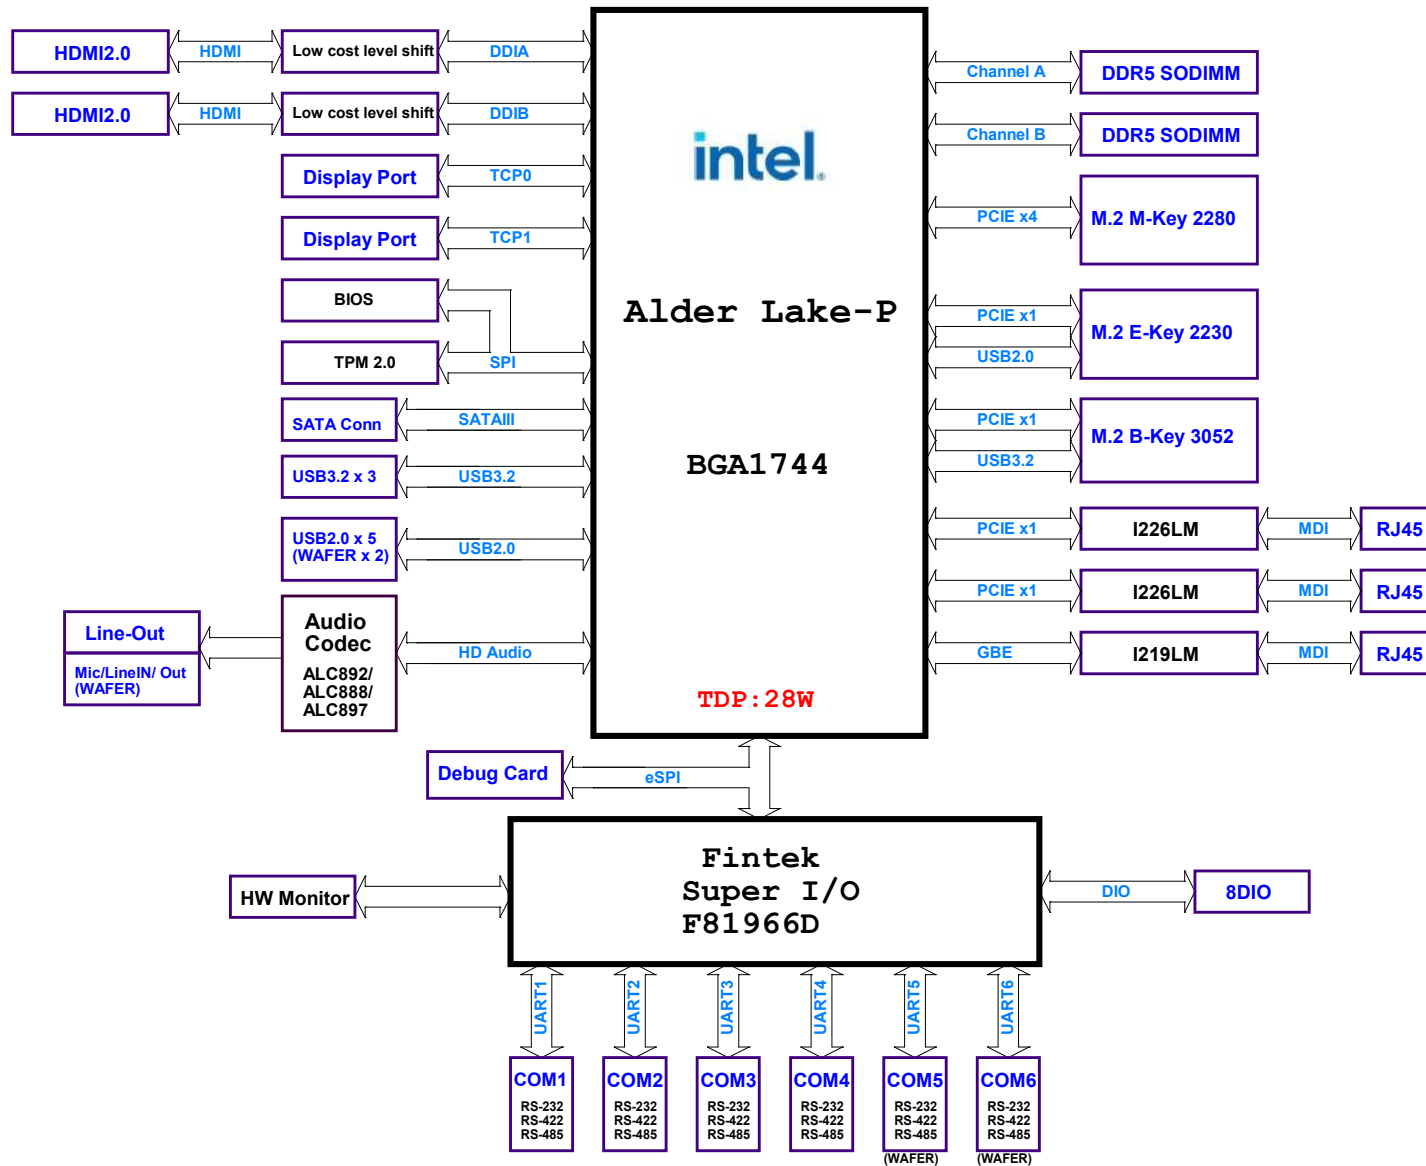 HDMI2.0
HDMI
Low cost level shift
DDIA
HDMI2.0
HDMI
Low cost level shift
DDIB
Display Port
TCP0
Display Port
TCP1
BIOS
TPM 2.0
SPI
SATA Conn
SATAIII
USB3.2 x 3
USB3.2
USB2.0 x 5
(WAFER x 2)
USB2.0
Line-Out
Mic/LineIN/ Out
(WAFER)
Audio
Codec
ALC892/
ALC888/
ALC897
HD Audio
intel.
Alder Lake-P
BGA1744
TDP:28W
Channel A
DDR5 SODIMM
Channel B
DDR5 SODIMM
PCIE x4
M.2 M-Key 2280
PCIE x1
USB2.0
M.2 E-Key 2230
PCIE x1
USB3.2
M.2 B-Key 3052
PCIE x1
I226LM
MDI
RJ45
PCIE x1
I226LM
MDI
RJ45
GBE
I219LM
MDI
RJ45
Debug Card
eSPI
HW Monitor
Fintek
Super I/O
F81966D
DIO
8DIO
UART1
UART2
UART3
UART4
UART5
UART6
COM1
RS-232
RS-422
RS-485
COM2
RS-232
RS-422
RS-485
COM3
RS-232
RS-422
RS-485
COM4
RS-232
RS-422
RS-485
COM5
RS-232
RS-422
RS-485
(WAFER)
COM6
RS-232
RS-422
RS-485
(WAFER)